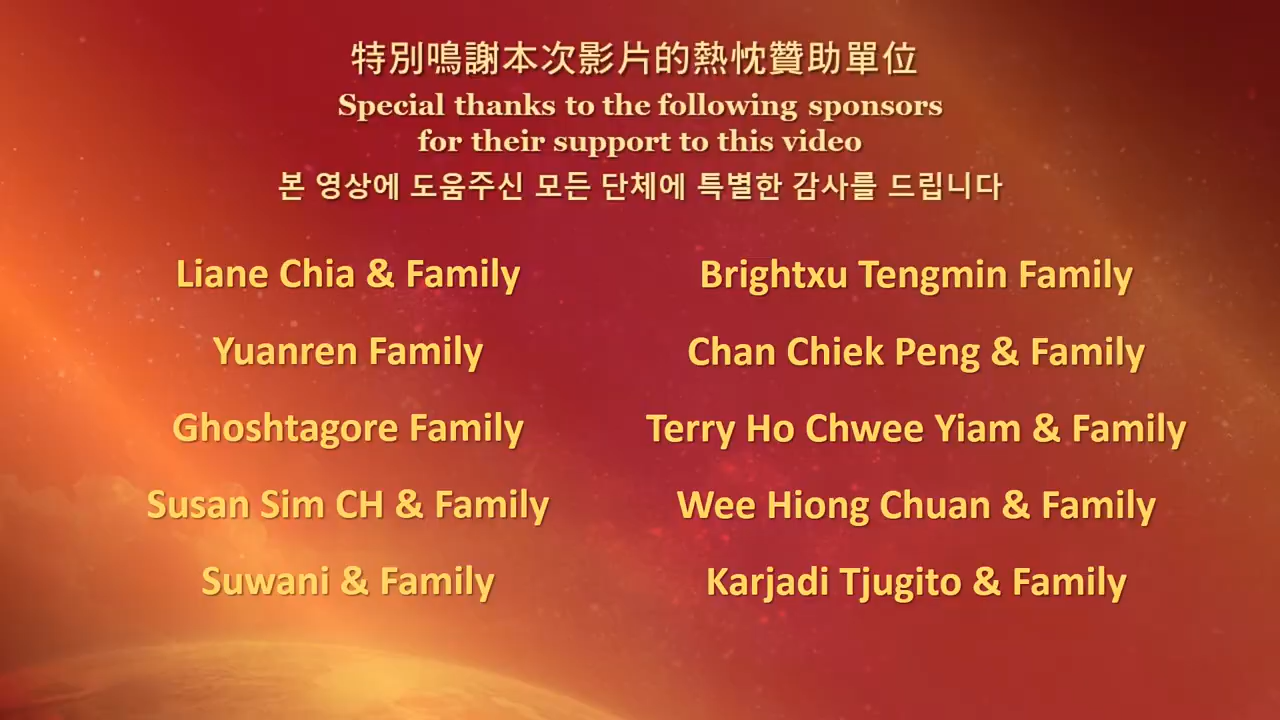 特別鳴謝本次影片的熱忱贊助單位
Special thanks to the following sponsors
for their support to this video
본 영상에 도움주신 모든 단체에 특별한 감사를 드립니다
Liane Chia & Family
Brightxu Tengmin Family
Yuanren Family
Chan Chiek Peng & Family
Ghoshtagore Family
Terry Ho Chwee Yiam & Family
Susan Sim CH & Family
Wee Hiong Chuan & Family
Suwani & Family
Karjadi Tjugito & Family